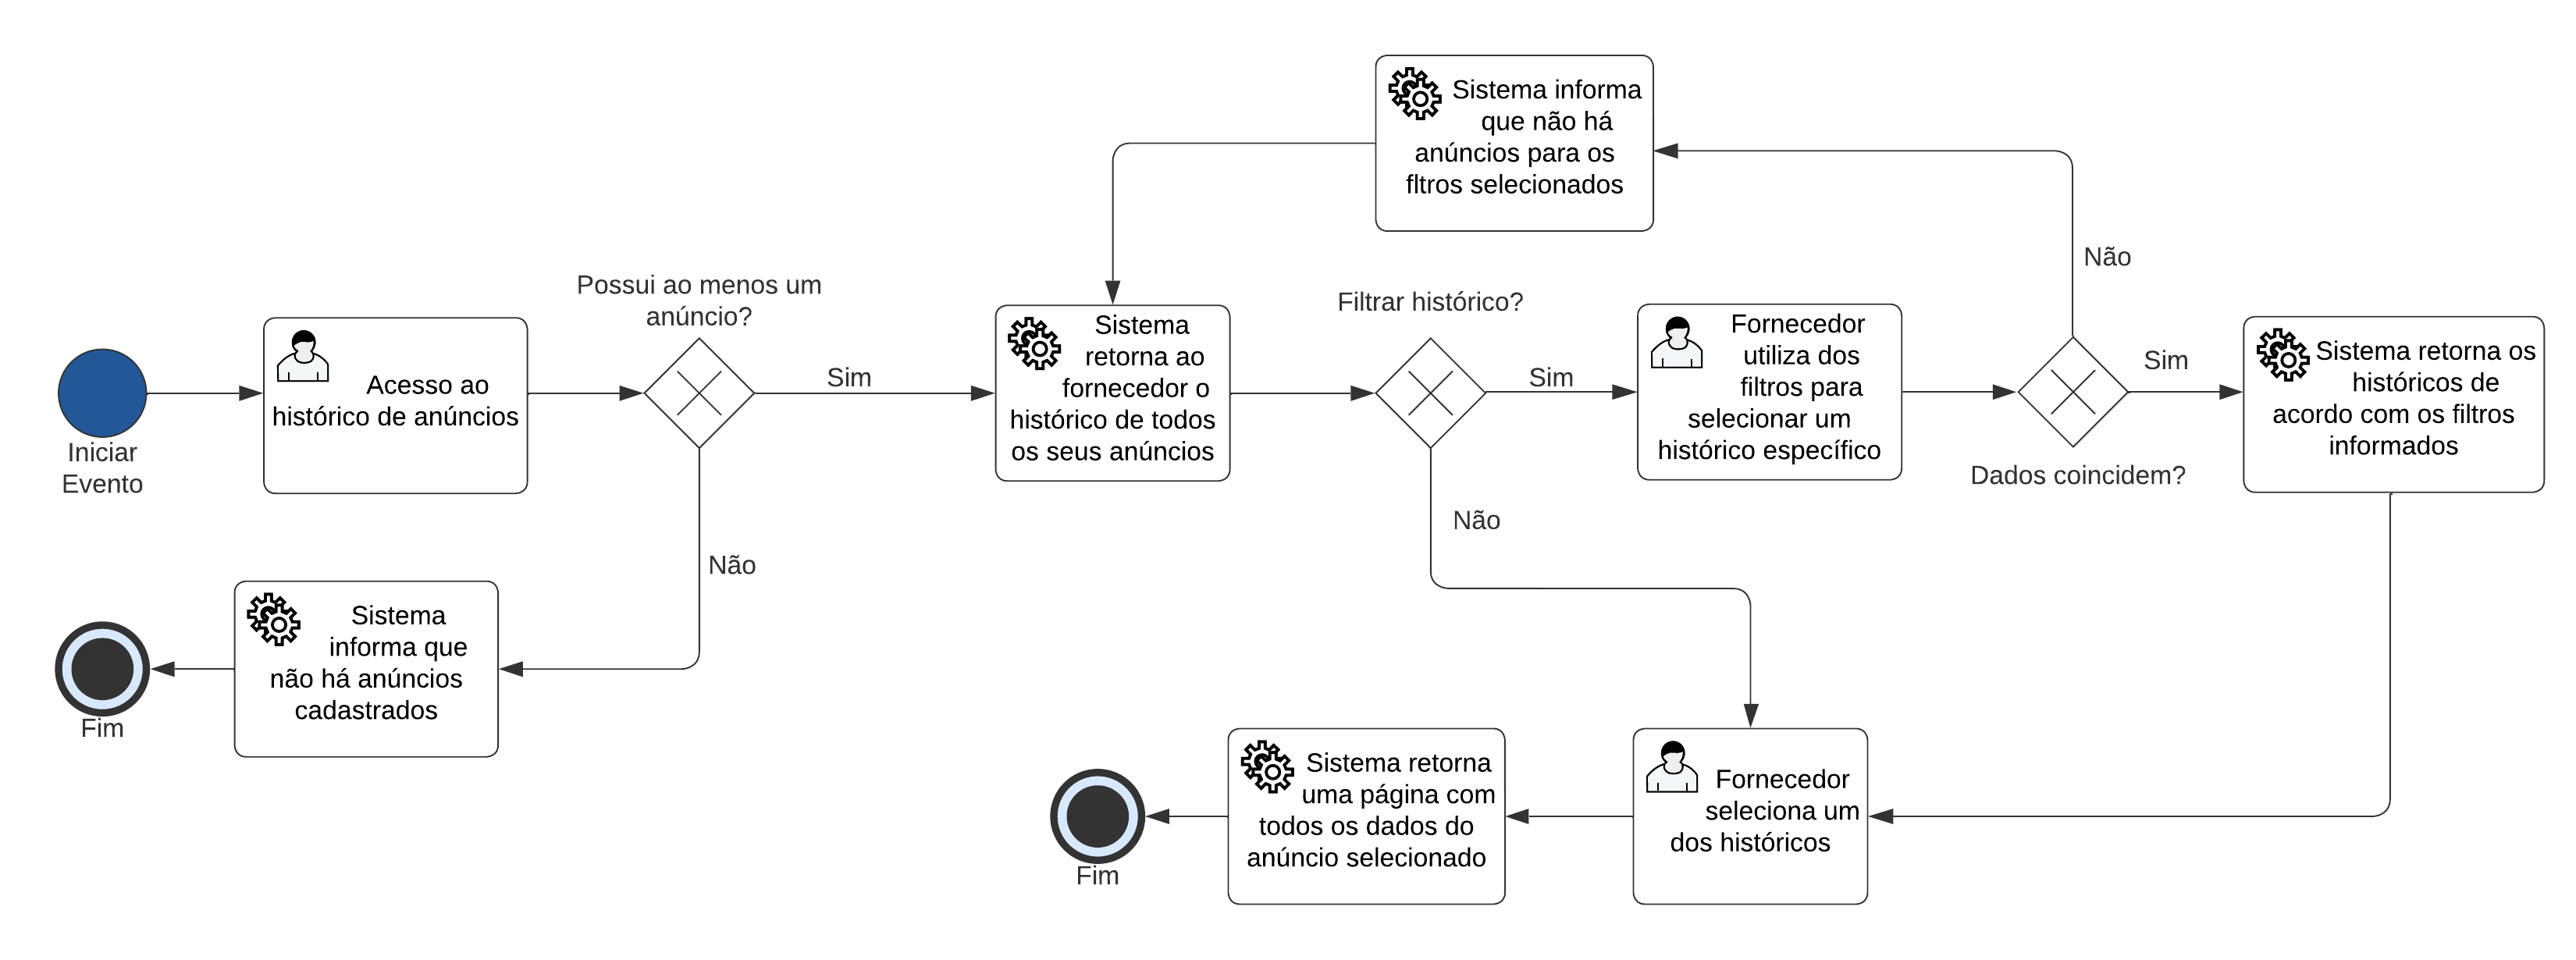 Sistema informa
que não há
anúncios para os
fltros selecionados
Não
Possui ao menos um
anúncio?
Filtrar histórico?
Iniciar
Evento
Acesso ao
histórico de anúncios
Sim
Sistema
retorna ao
fornecedor o
histórico de todos
os seus anúncios
Sim
Fornecedor
utiliza dos
filtros para
selecionar um
histórico específico
Dados coincidem?
Sim
Sistema retorna os
históricos de
acordo com os filtros
informados
Não
Não
Sistema
informa que
não há anúncios
cadastrados
Fim
Fim
Sistema retorna
uma página com
todos os dados do
anúncio selecionado
Fornecedor
seleciona um
dos históricos